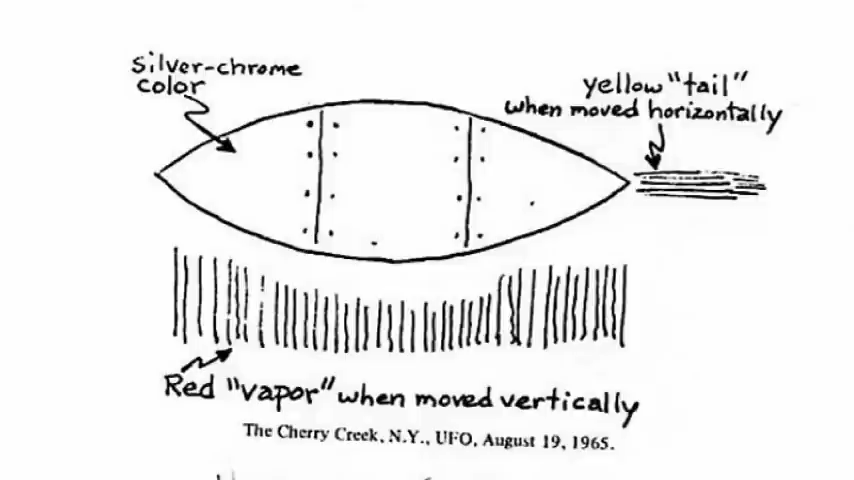 silver-chrome
color
yellow "tail"
when moved horizontally
Red "vapor" when moved vertically
The Cherry Creek, N.Y., UFO, August 19, 1965.